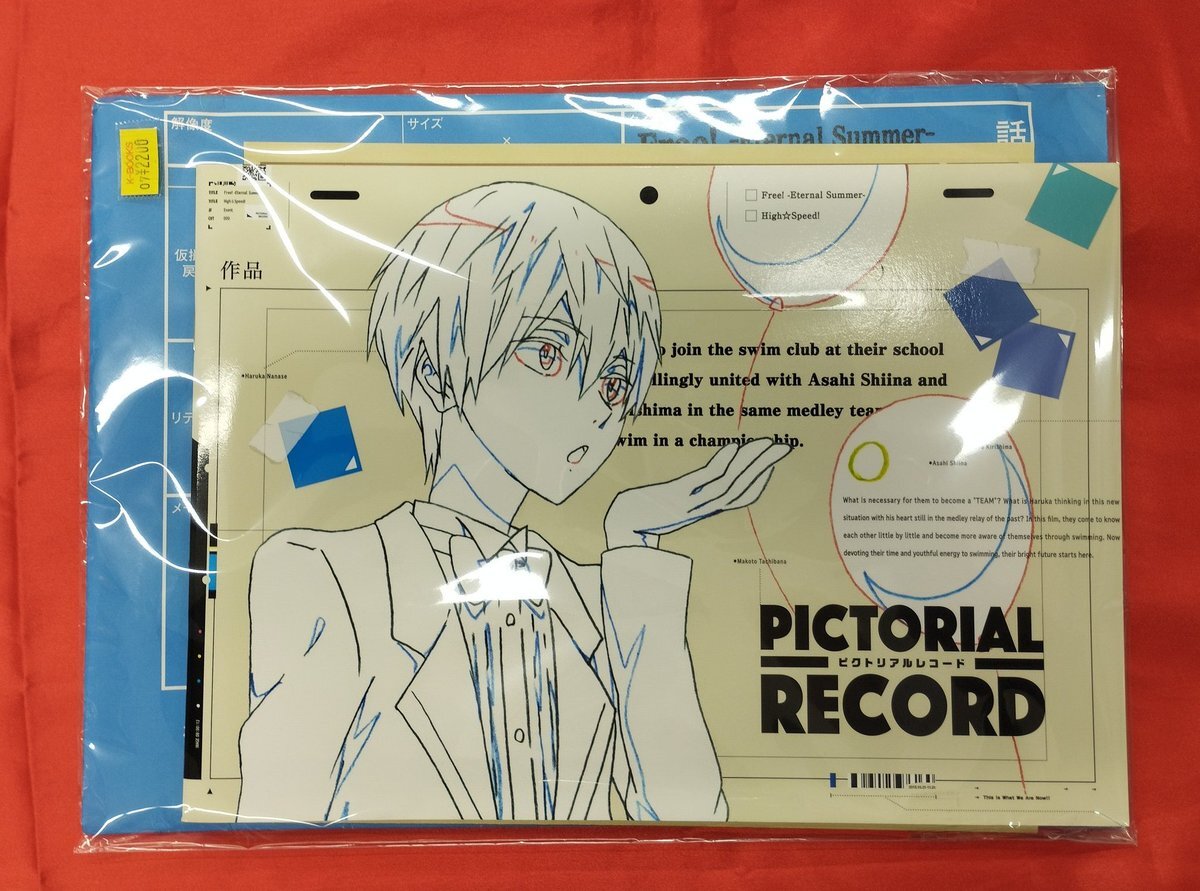 解像度
サイズ
×
Free! -Eternal Summer-
話
K-BOOKS
07 ¥2200
Free! -Eternal Summer-
High☆Speed!
作品
join the swim club at their school
llingly united with Asahi Shiina and
shima in the same medley tea
wim in a championship.
●Haruka Nanase
Kirishima
●Asahi Shiina
What is necessary for them to become a "TEAM"? What is Haruka thinking in this new
situation with his heart still in the medley relay of the past? In this film, they come to know
each other little by little and become more aware of themselves through swimming. Now
devoting their time and youthful energy to swimming, their bright future starts here.
●Makoto Tachibana
リテ
メ
PICTORIAL
ピクトリアルレコード
RECORD
This is What We Are Now!!